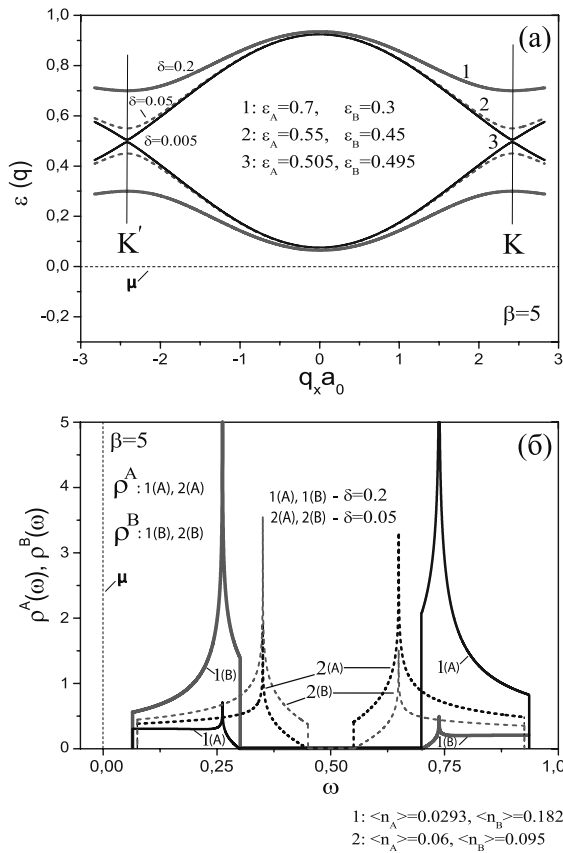 (a)
1,0
0,8
0,6
0,4
0,2
0,0
-0,2
ε (q)
δ=0.2
δ=0.05
δ=0.005
1
2
3
1: ε_A=0.7, ε_B=0.3
2: ε_A=0.55, ε_B=0.45
3: ε_A=0.505, ε_B=0.495
K′
K
μ
β=5
-3 -2 -1 0 1 2 3
q_x a_0
(б)
5
4
3
2
1
0
ρ^A(ω), ρ^B(ω)
β=5
ρ^A: 1(A), 2(A)
ρ^B: 1(B), 2(B)
μ
1(A), 1(B) - δ=0.2
2(A), 2(B) - δ=0.05
1(B)
1(A)
2(A)
2(B)
1(A)
1(B)
0,00 0,25 0,50 0,75 1,0
ω
1: <n_A>=0.0293, <n_B>=0.182
2: <n_A>=0.06, <n_B>=0.095